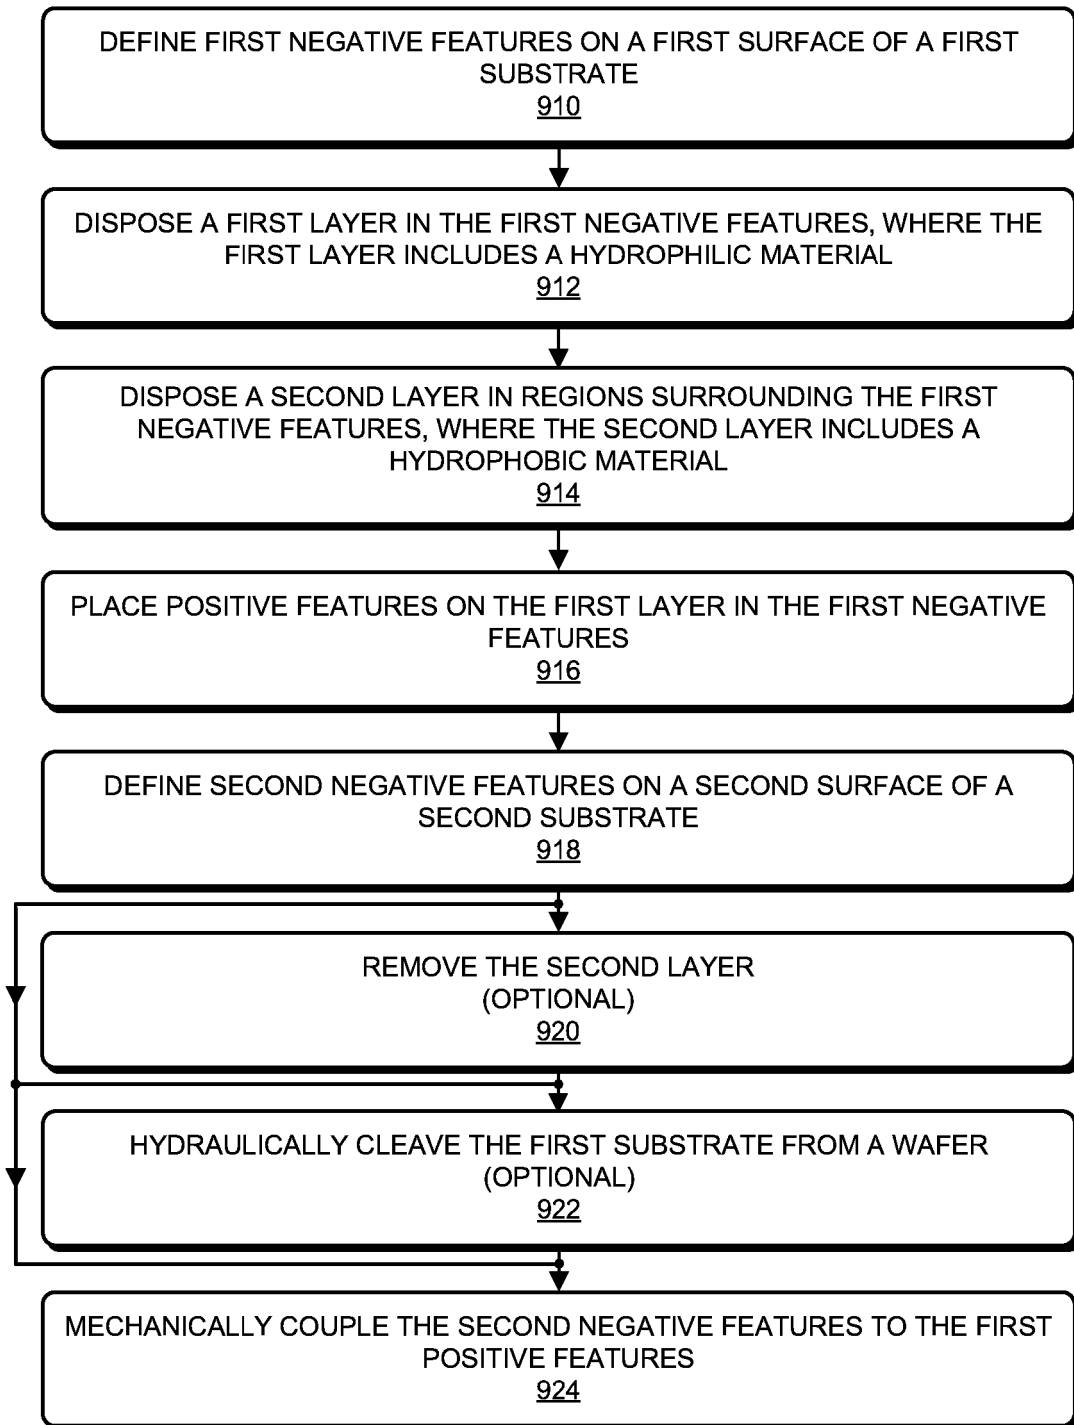 DEFINE FIRST NEGATIVE FEATURES ON A FIRST SURFACE OF A FIRST
SUBSTRATE
910
DISPOSE A FIRST LAYER IN THE FIRST NEGATIVE FEATURES, WHERE THE
FIRST LAYER INCLUDES A HYDROPHILIC MATERIAL
912
DISPOSE A SECOND LAYER IN REGIONS SURROUNDING THE FIRST
NEGATIVE FEATURES, WHERE THE SECOND LAYER INCLUDES A
HYDROPHOBIC MATERIAL
914
PLACE POSITIVE FEATURES ON THE FIRST LAYER IN THE FIRST NEGATIVE
FEATURES
916
DEFINE SECOND NEGATIVE FEATURES ON A SECOND SURFACE OF A
SECOND SUBSTRATE
918
REMOVE THE SECOND LAYER
(OPTIONAL)
920
HYDRAULICALLY CLEAVE THE FIRST SUBSTRATE FROM A WAFER
(OPTIONAL)
922
MECHANICALLY COUPLE THE SECOND NEGATIVE FEATURES TO THE FIRST
POSITIVE FEATURES
924